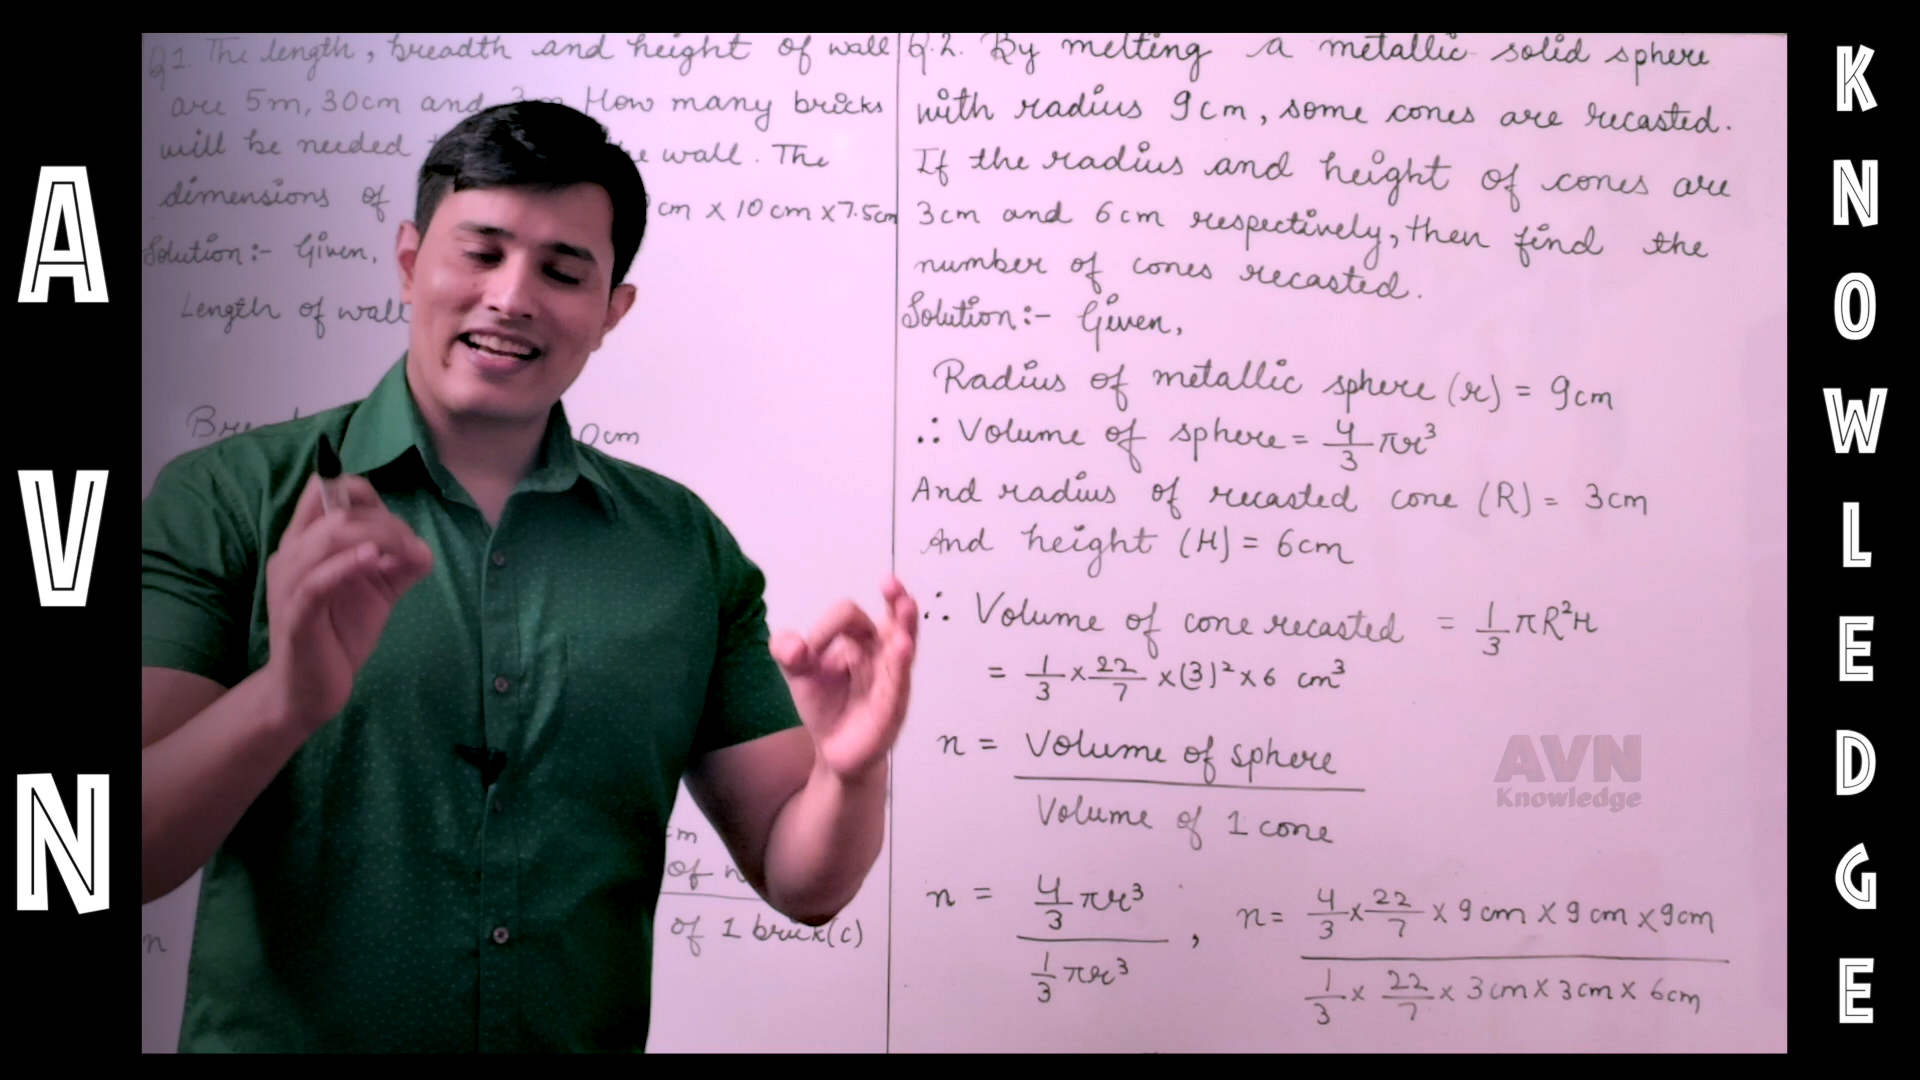 AVN
KNOWLEDGE
Q1. The length, breadth and height of wall
are 5m, 30cm and 3m. How many bricks
will be needed the wall. The
dimensions of cm × 10 cm × 7.5cm
Solution:- Given,
Length of wall
0cm
cm
of
of 1 brick(c)
n
Q.2. By melting a metallic solid sphere
with radius 9cm, some cones are recasted.
If the radius and height of cones are
3cm and 6cm respectively, then find the
number of cones recasted.
Solution:- Given,
Radius of metallic sphere (r) = 9cm
∴ Volume of sphere = 4/3 πr³
And radius of recasted cone (R) = 3cm
And height (H) = 6cm
∴ Volume of cone recasted = 1/3 πR²H
= 1/3 × 22/7 × (3)² × 6 cm³
n = Volume of sphere
Volume of 1 cone
n = 4/3 πr³ / 1/3 πr³ , n = 4/3 × 22/7 × 9cm × 9cm × 9cm / 1/3 × 22/7 × 3cm × 3cm × 6cm
AVN
Knowledge